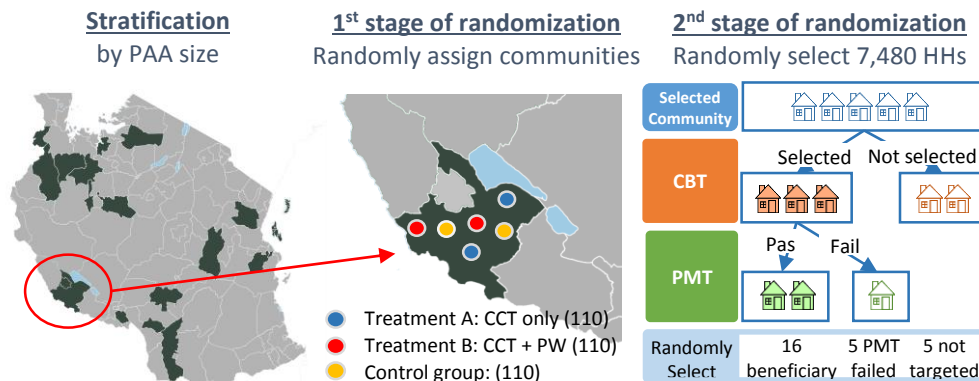 Stratification
by PAA size
1st stage of randomization
Randomly assign communities
2nd stage of randomization
Randomly select 7,480 HHs
Selected
Community
Selected
Not selected
CBT
Pas
Fail
PMT
Treatment A: CCT only (110)
Treatment B: CCT + PW (110)
Control group: (110)
Randomly
Select
16
beneficiary
5 PMT
failed
5 not
targeted